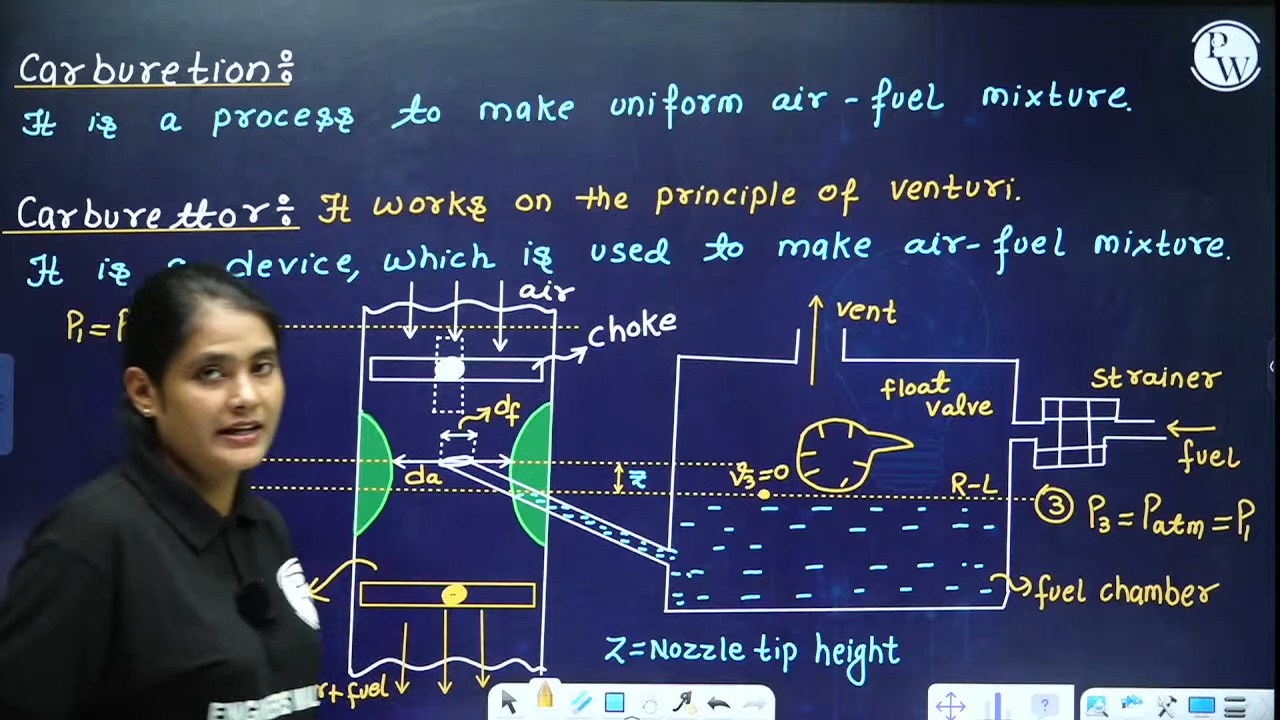 Carburetion:
It is a process to make uniform air-fuel mixture.
Carburettor: It works on the principle of venturi.
It is a device, which is used to make air-fuel mixture.
air
P₁=P
choke
vent
float valve
strainer
fuel
df
da
z
V₃=0
R-L
③ P₃=Patm=P₁
fuel chamber
Z=Nozzle tip height
+fuel
PW